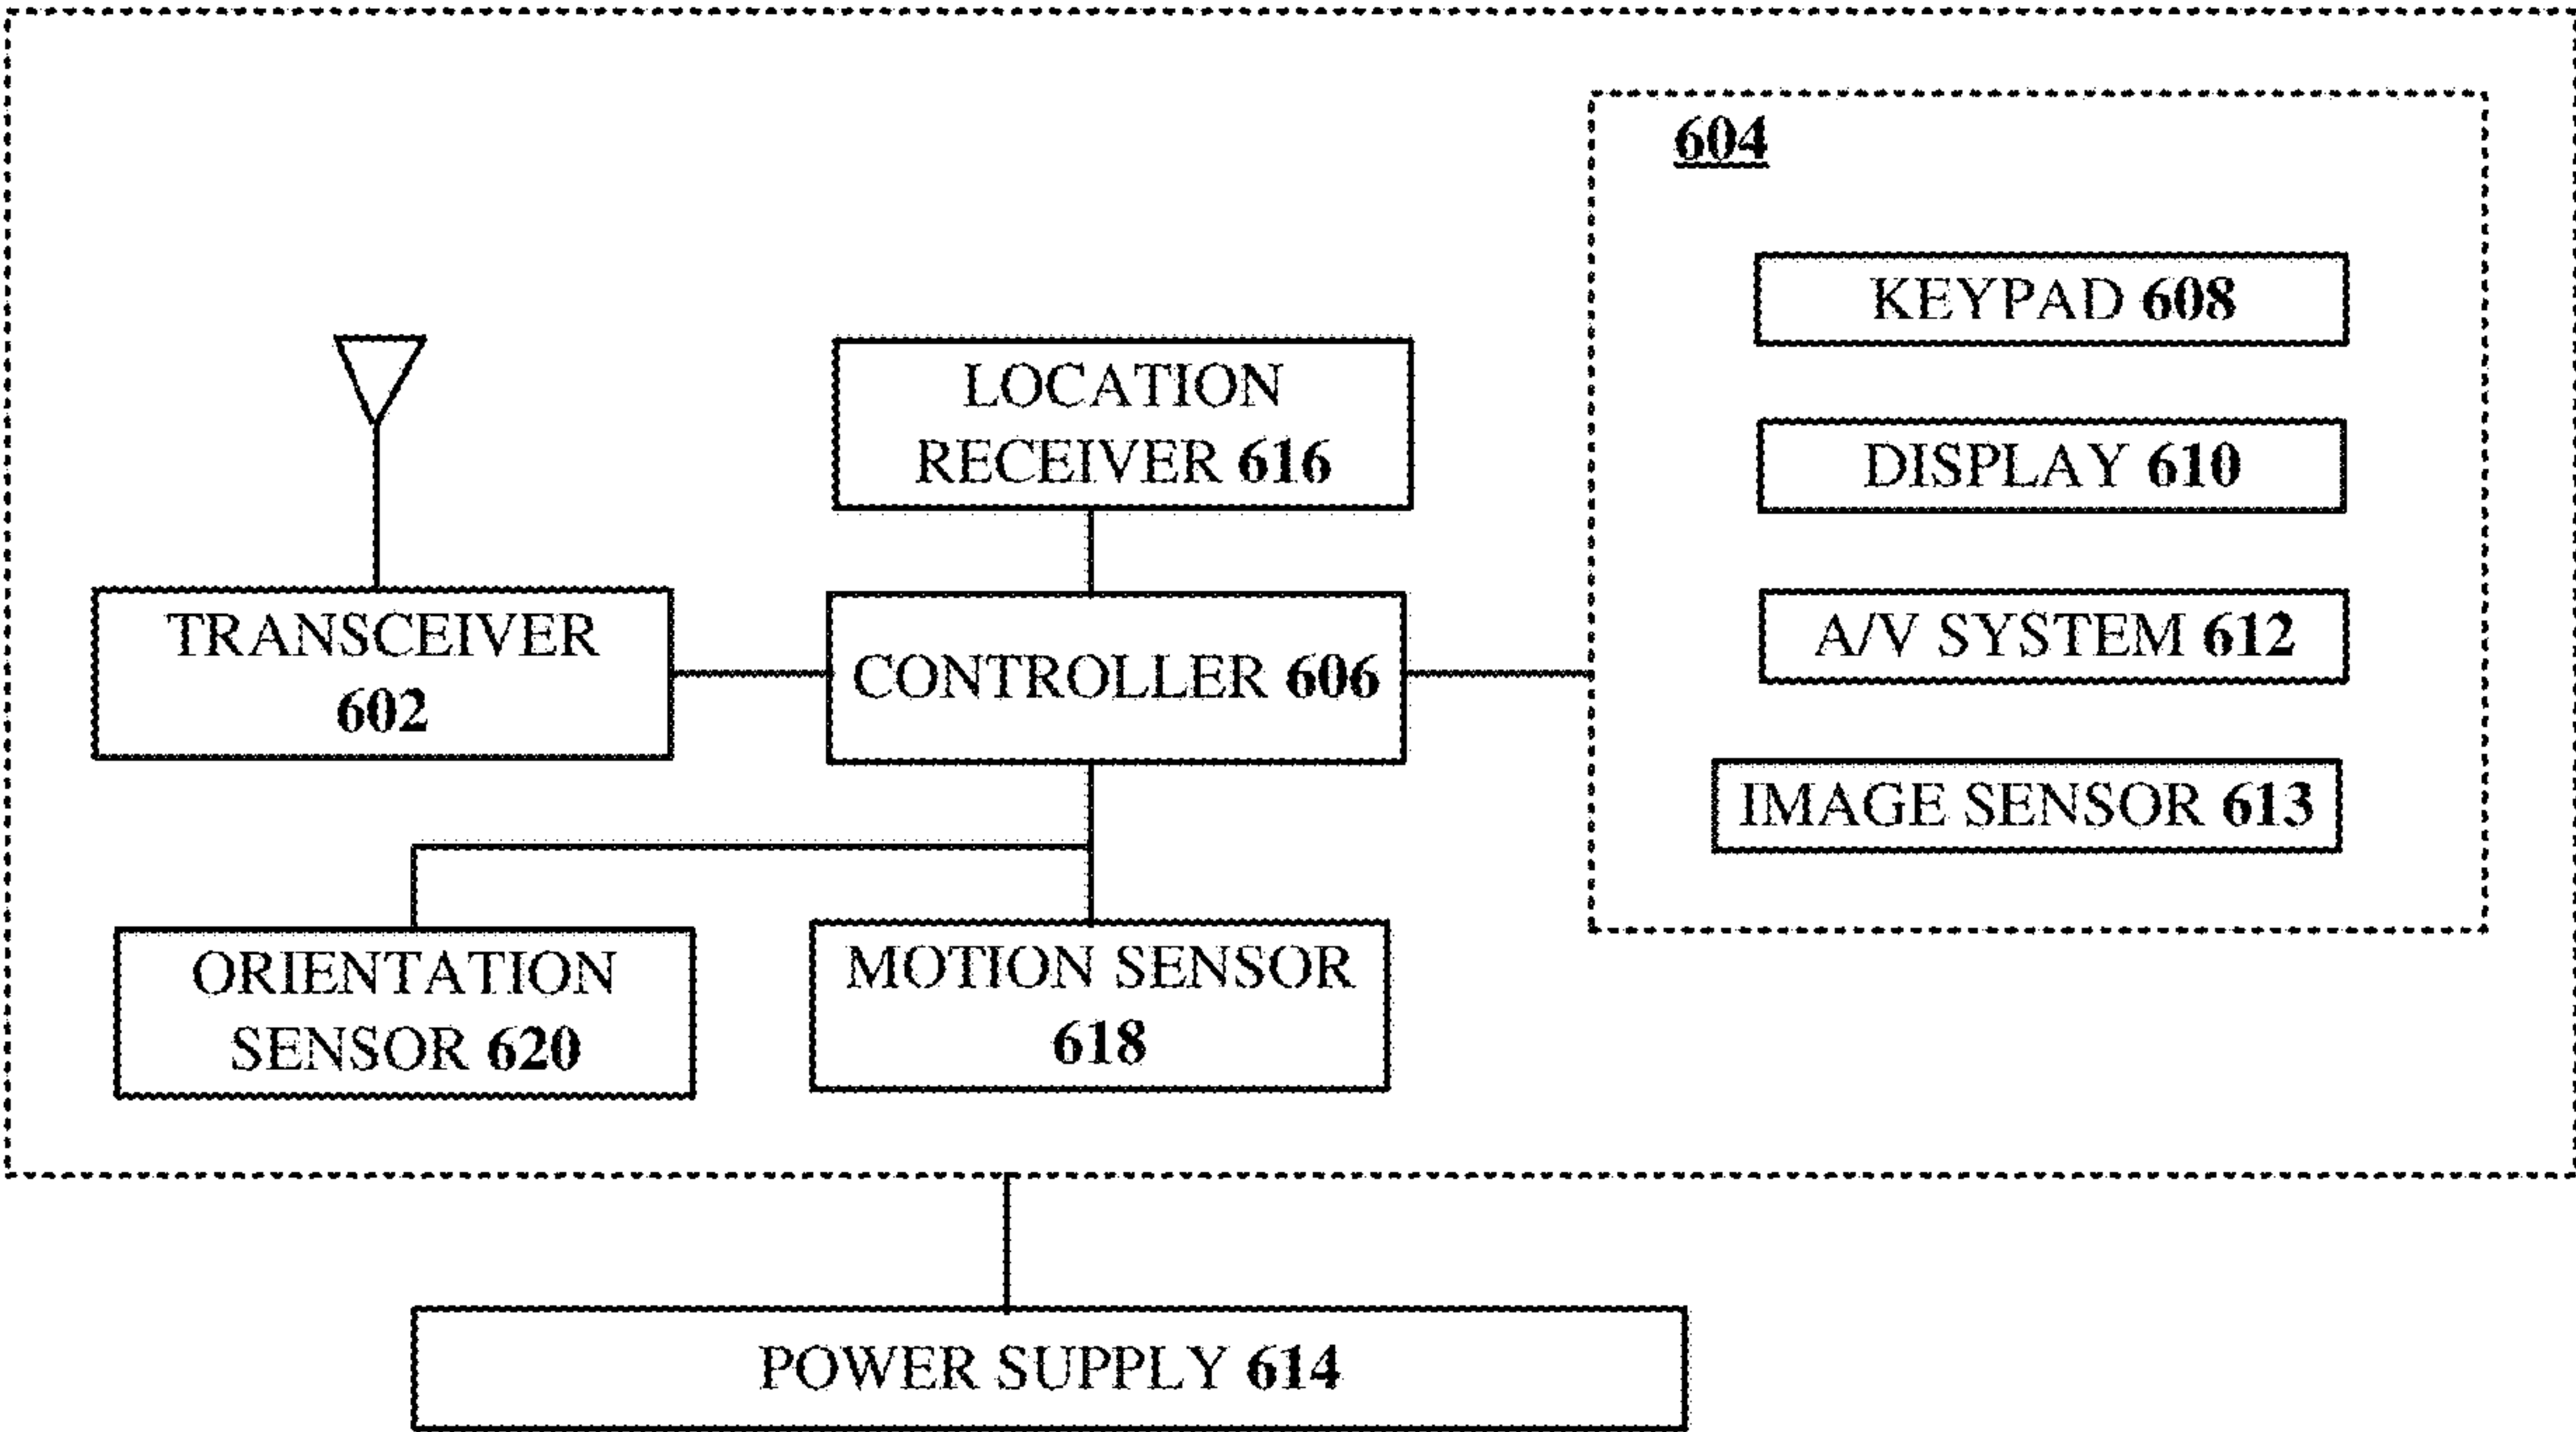 604
KEYPAD 608
LOCATION
RECEIVER 616
DISPLAY 610
TRANSCEIVER
602
CONTROLLER 606
A/V SYSTEM 612
IMAGE SENSOR 613
ORIENTATION
SENSOR 620
MOTION SENSOR
618
POWER SUPPLY 614